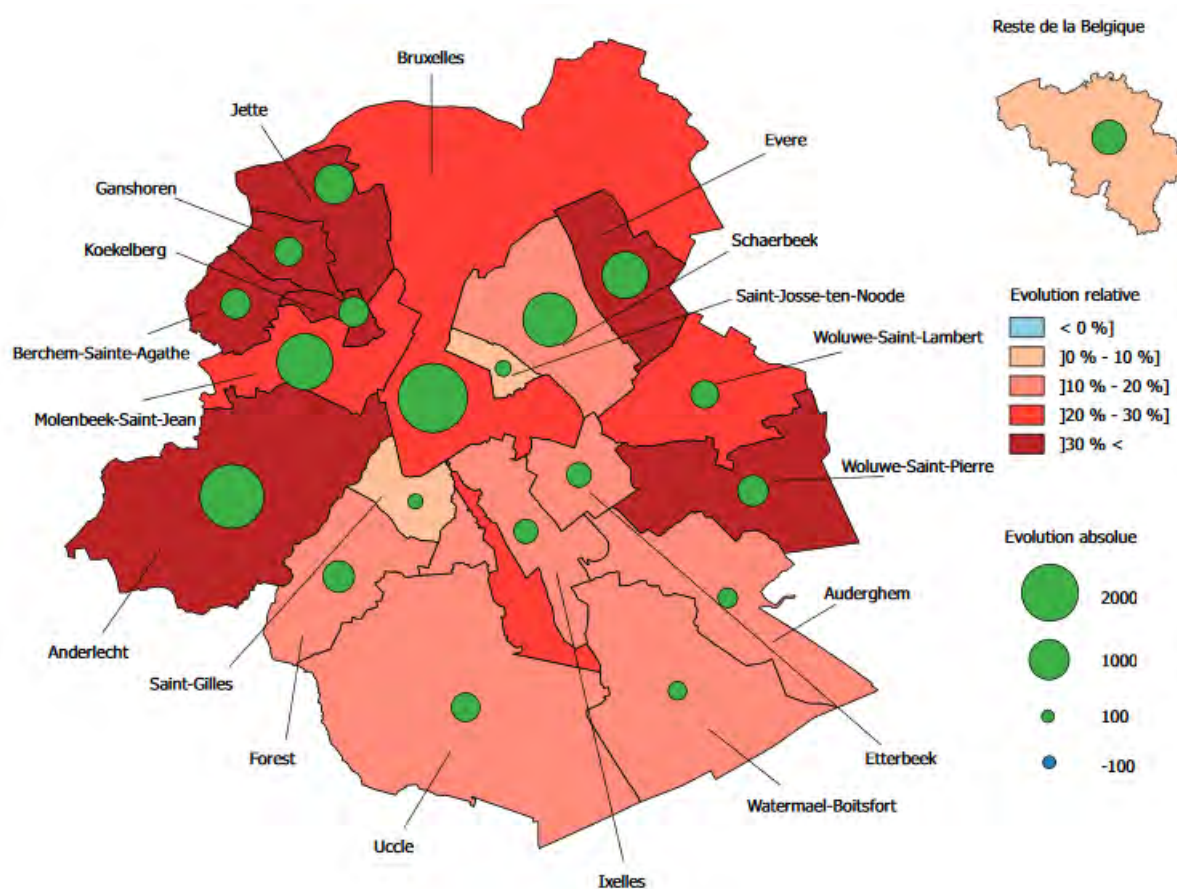 Reste de la Belgique
Bruxelles
Jette
Evere
Ganshoren
Schaerbeek
Koekelberg
Saint-Josse-ten-Noode
Evolution relative
< 0 %]
]0 % - 10 %]
]10 % - 20 %]
]20 % - 30 %]
]30 % <
Woluwe-Saint-Lambert
Berchem-Sainte-Agathe
Molenbeek-Saint-Jean
Woluwe-Saint-Pierre
Evolution absolue
2000
1000
100
-100
Auderghem
Anderlecht
Saint-Gilles
Forest
Etterbeek
Watermael-Boitsfort
Uccle
Ixelles